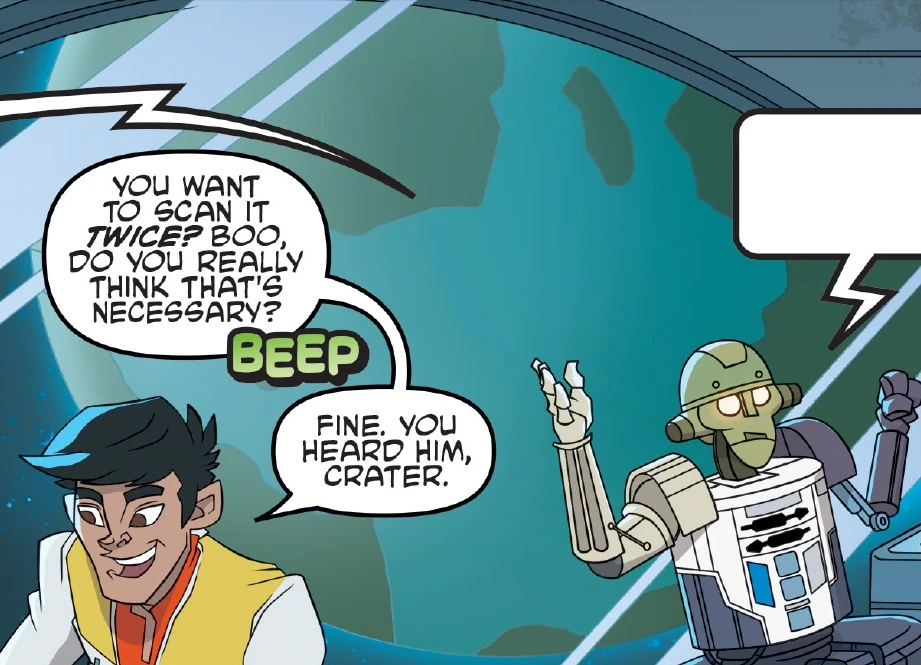 YOU WANT
TO SCAN IT
TWICE? BOO,
DO YOU REALLY
THINK THAT'S
NECESSARY?
BEEP
FINE. YOU
HEARD HIM,
CRATER.